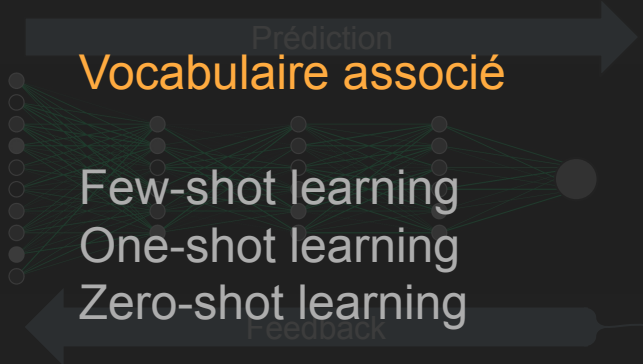 Prédiction
Vocabulaire associé
Few-shot learning
One-shot learning
Zero-shot learning
Feedback